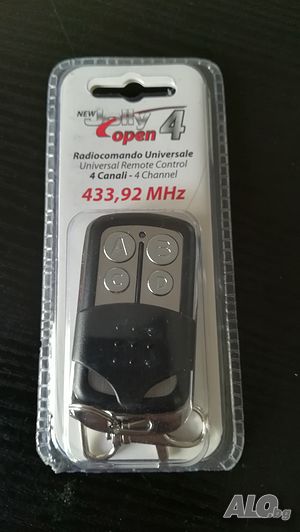 NEW Jolly
open 4
Radiocomando Universale
Universal Remote Control
4 Canali - 4 Channel
433,92 MHz
A B
C D
ALO.bg